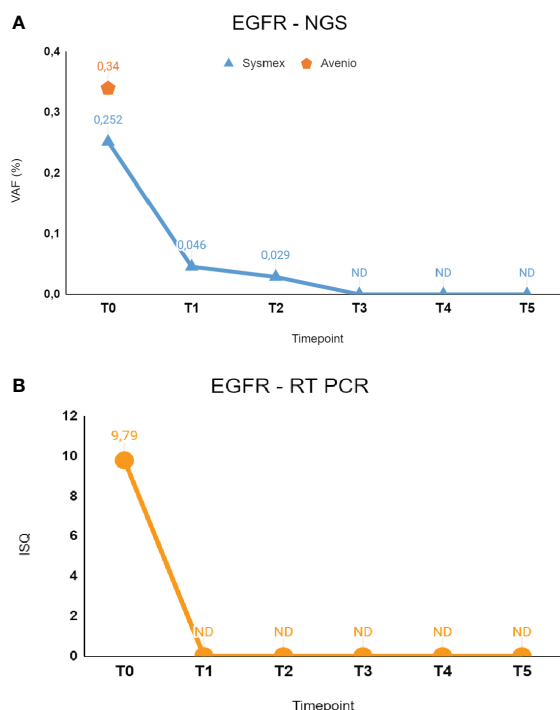 A
EGFR - NGS
Sysmex
Avenio
VAF (%)
0,4
0,3
0,2
0,1
0,0
0,34
0,252
0,046
0,029
ND
ND
ND
T0 T1 T2 T3 T4 T5
Timepoint
B
EGFR - RT PCR
ISQ
12
10
8
6
4
2
0
9,79
ND ND ND ND ND
T0 T1 T2 T3 T4 T5
Timepoint